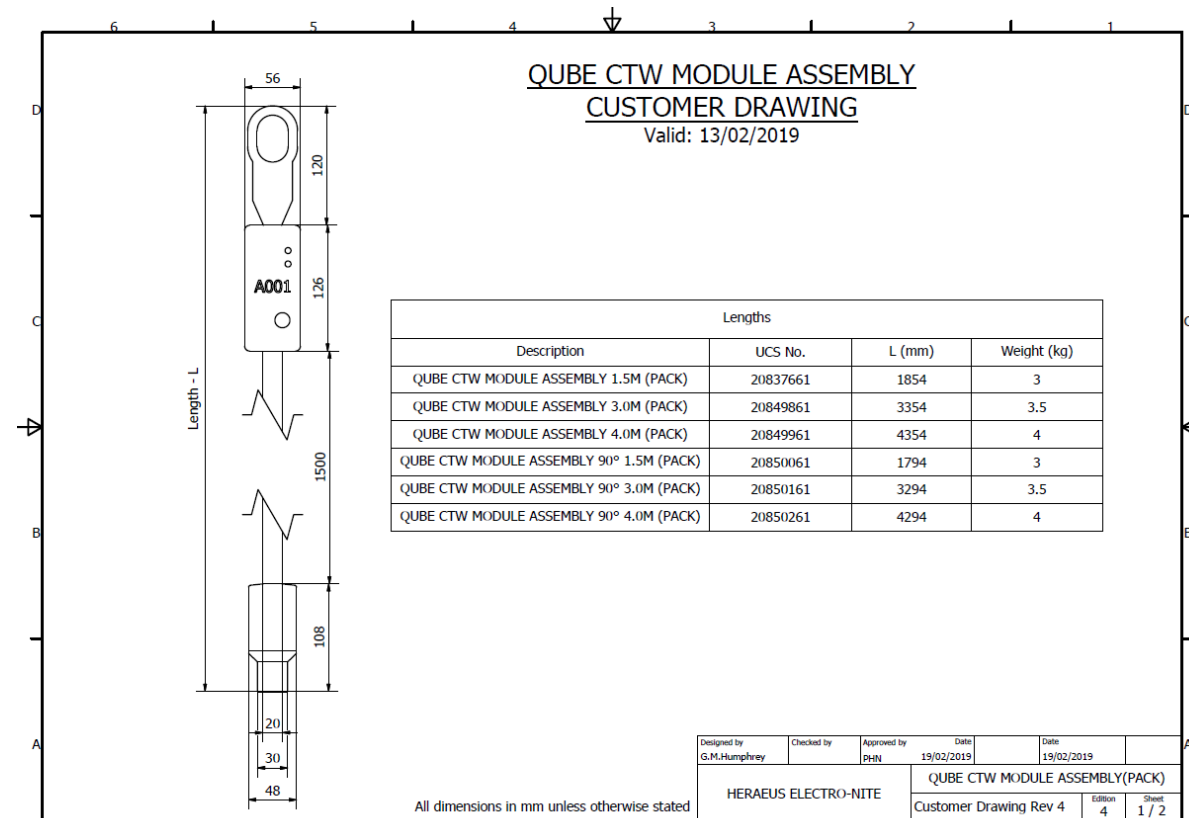 6 5 4 3 2 1
QUBE CTW MODULE ASSEMBLY
CUSTOMER DRAWING
Valid: 13/02/2019
D
D
56
120
A001
126
C
C
Length - L
1500
B
108
A
A
20
30
48
Lengths
Description UCS No. L (mm) Weight (kg)
QUBE CTW MODULE ASSEMBLY 1.5M (PACK) 20837661 1854 3
QUBE CTW MODULE ASSEMBLY 3.0M (PACK) 20849861 3354 3.5
QUBE CTW MODULE ASSEMBLY 4.0M (PACK) 20849961 4354 4
QUBE CTW MODULE ASSEMBLY 90° 1.5M (PACK) 20850061 1794 3
QUBE CTW MODULE ASSEMBLY 90° 3.0M (PACK) 20850161 3294 3.5
QUBE CTW MODULE ASSEMBLY 90° 4.0M (PACK) 20850261 4294 4
All dimensions in mm unless otherwise stated
Designed by Checked by Approved by Date Date
G.M.Humphrey PHN 19/02/2019 19/02/2019
HERAEUS ELECTRO-NITE
QUBE CTW MODULE ASSEMBLY(PACK)
Customer Drawing Rev 4
Edition
4
Sheet
1 / 2